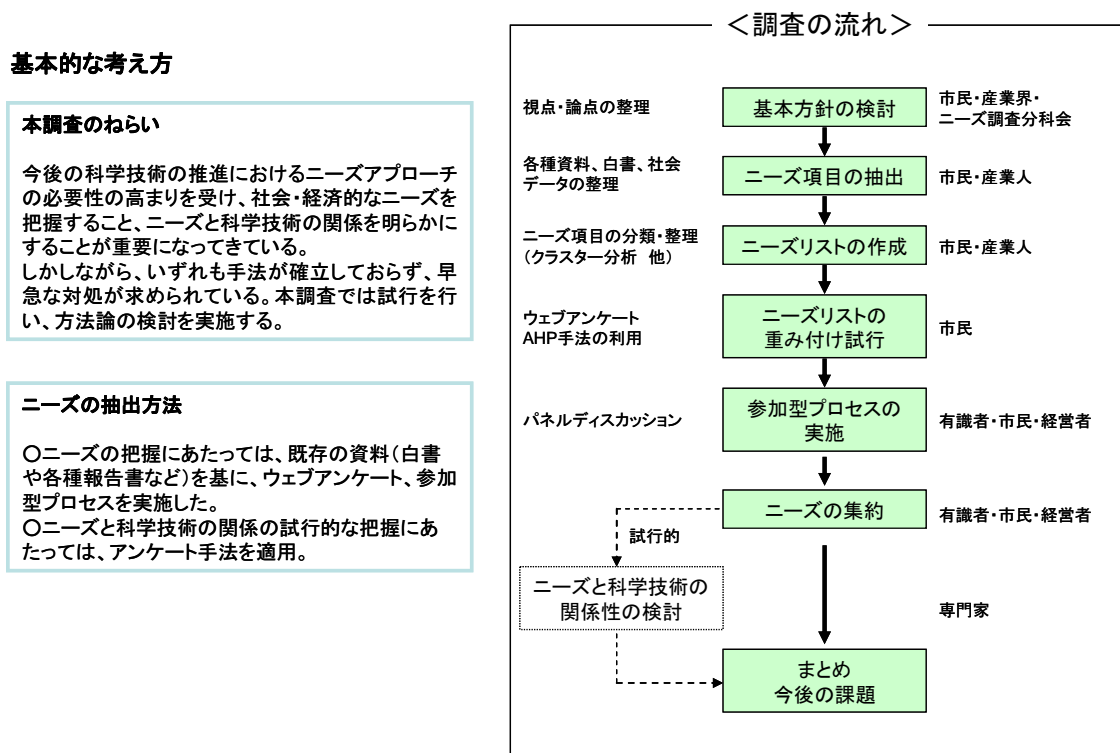 基本的な考え方
本調査のねらい
今後の科学技術の推進におけるニーズアプローチ
の必要性の高まりを受け、社会・経済的なニーズを
把握すること、ニーズと科学技術の関係を明らかに
することが重要になってきている。
しかしながら、いずれも手法が確立しておらず、早
急な対処が求められている。本調査では試行を行
い、方法論の検討を実施する。
ニーズの抽出方法
○ニーズの把握にあたっては、既存の資料(白書
や各種報告書など)を基に、ウェブアンケート、参加
型プロセスを実施した。
○ニーズと科学技術の関係の試行的な把握にあ
たっては、アンケート手法を適用。
<調査の流れ>
視点・論点の整理
基本方針の検討
市民・産業界・
ニーズ調査分科会
各種資料、白書、社会
データの整理
ニーズ項目の抽出
市民・産業人
ニーズ項目の分類・整理
(クラスター分析 他)
ニーズリストの作成
市民・産業人
ウェブアンケート
AHP手法の利用
ニーズリストの
重み付け試行
市民
パネルディスカッション
参加型プロセスの
実施
有識者・市民・経営者
ニーズの集約
有識者・市民・経営者
試行的
ニーズと科学技術の
関係性の検討
専門家
まとめ
今後の課題